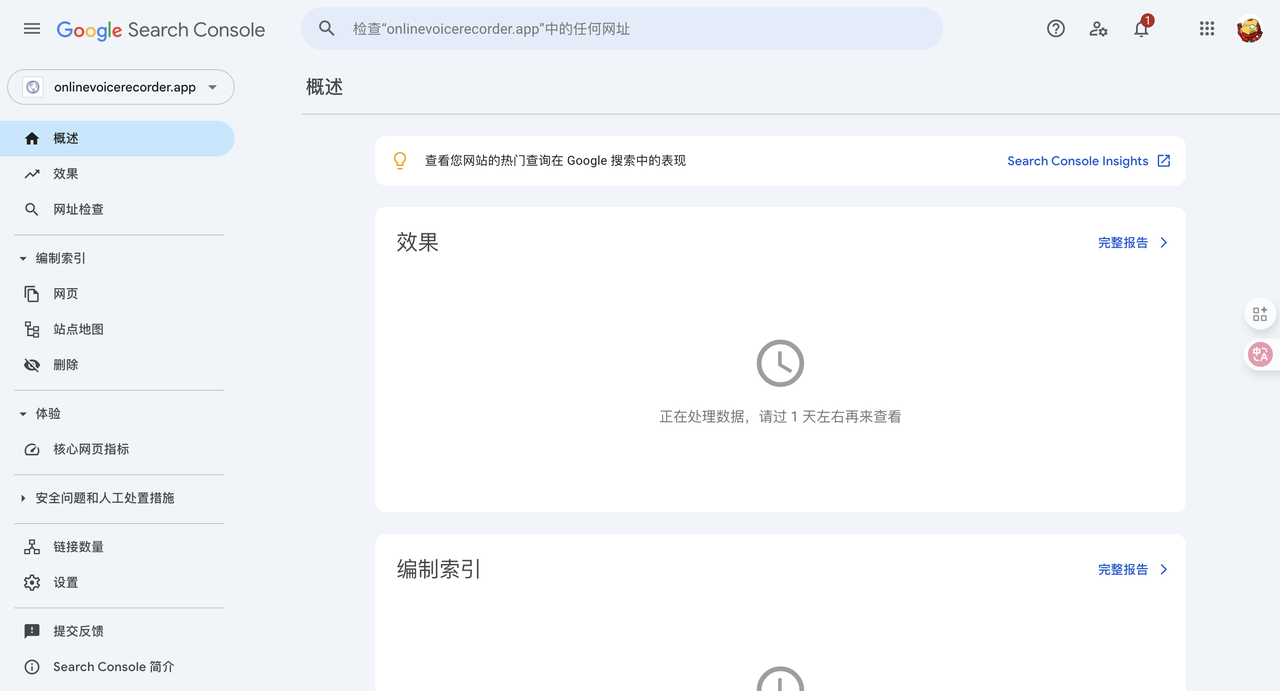 Google Search Console
检查“onlinevoicerecorder.app”中的任何网址
1
onlinevoicerecorder.app
概述
概述
效果
网址检查
编制索引
网页
站点地图
删除
体验
核心网页指标
安全问题和人工处置措施
链接数量
设置
提交反馈
Search Console 简介
查看您网站的热门查询在 Google 搜索中的表现
Search Console Insights
效果
完整报告
正在处理数据，请过 1 天左右再来查看
编制索引
完整报告
中
A